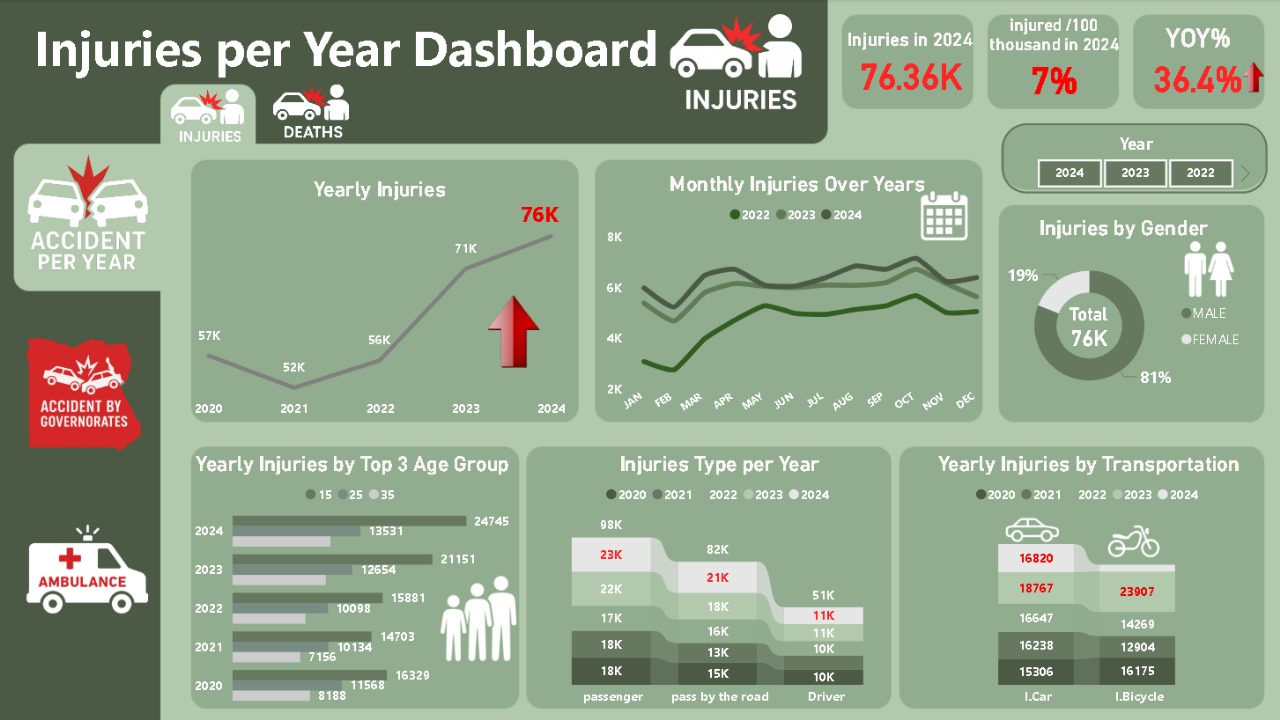 Injuries per Year Dashboard
INJURIES
Injuries in 2024
76.36K
injured /100
thousand in 2024
7%
YOY%
36.4%
INJURIES
DEATHS
Year
2024 2023 2022
ACCIDENT
PER YEAR
ACCIDENT BY
GOVERNORATES
AMBULANCE
Yearly Injuries
76K
71K
57K
56K
52K
2020 2021 2022 2023 2024
Monthly Injuries Over Years
2022 2023 2024
8K
6K
4K
2K
JAN FEB MAR APR MAY JUN JUL AUG SEP OCT NOV DEC
Injuries by Gender
19%
Total
76K
MALE
FEMALE
81%
Yearly Injuries by Top 3 Age Group
15 25 35
2024 24745
13531
2023 21151
12654
2022 15881
10098
2021 14703
10134
7156
2020 16329
11568
8188
Injuries Type per Year
2020 2021 2022 2023 2024
98K
23K
22K
17K
18K
18K
82K
21K
18K
16K
13K
15K
51K
11K
11K
10K
10K
passenger pass by the road Driver
Yearly Injuries by Transportation
2020 2021 2022 2023 2024
16820
18767
16647
16238
15306
23907
14269
12904
16175
I.Car I.Bicycle